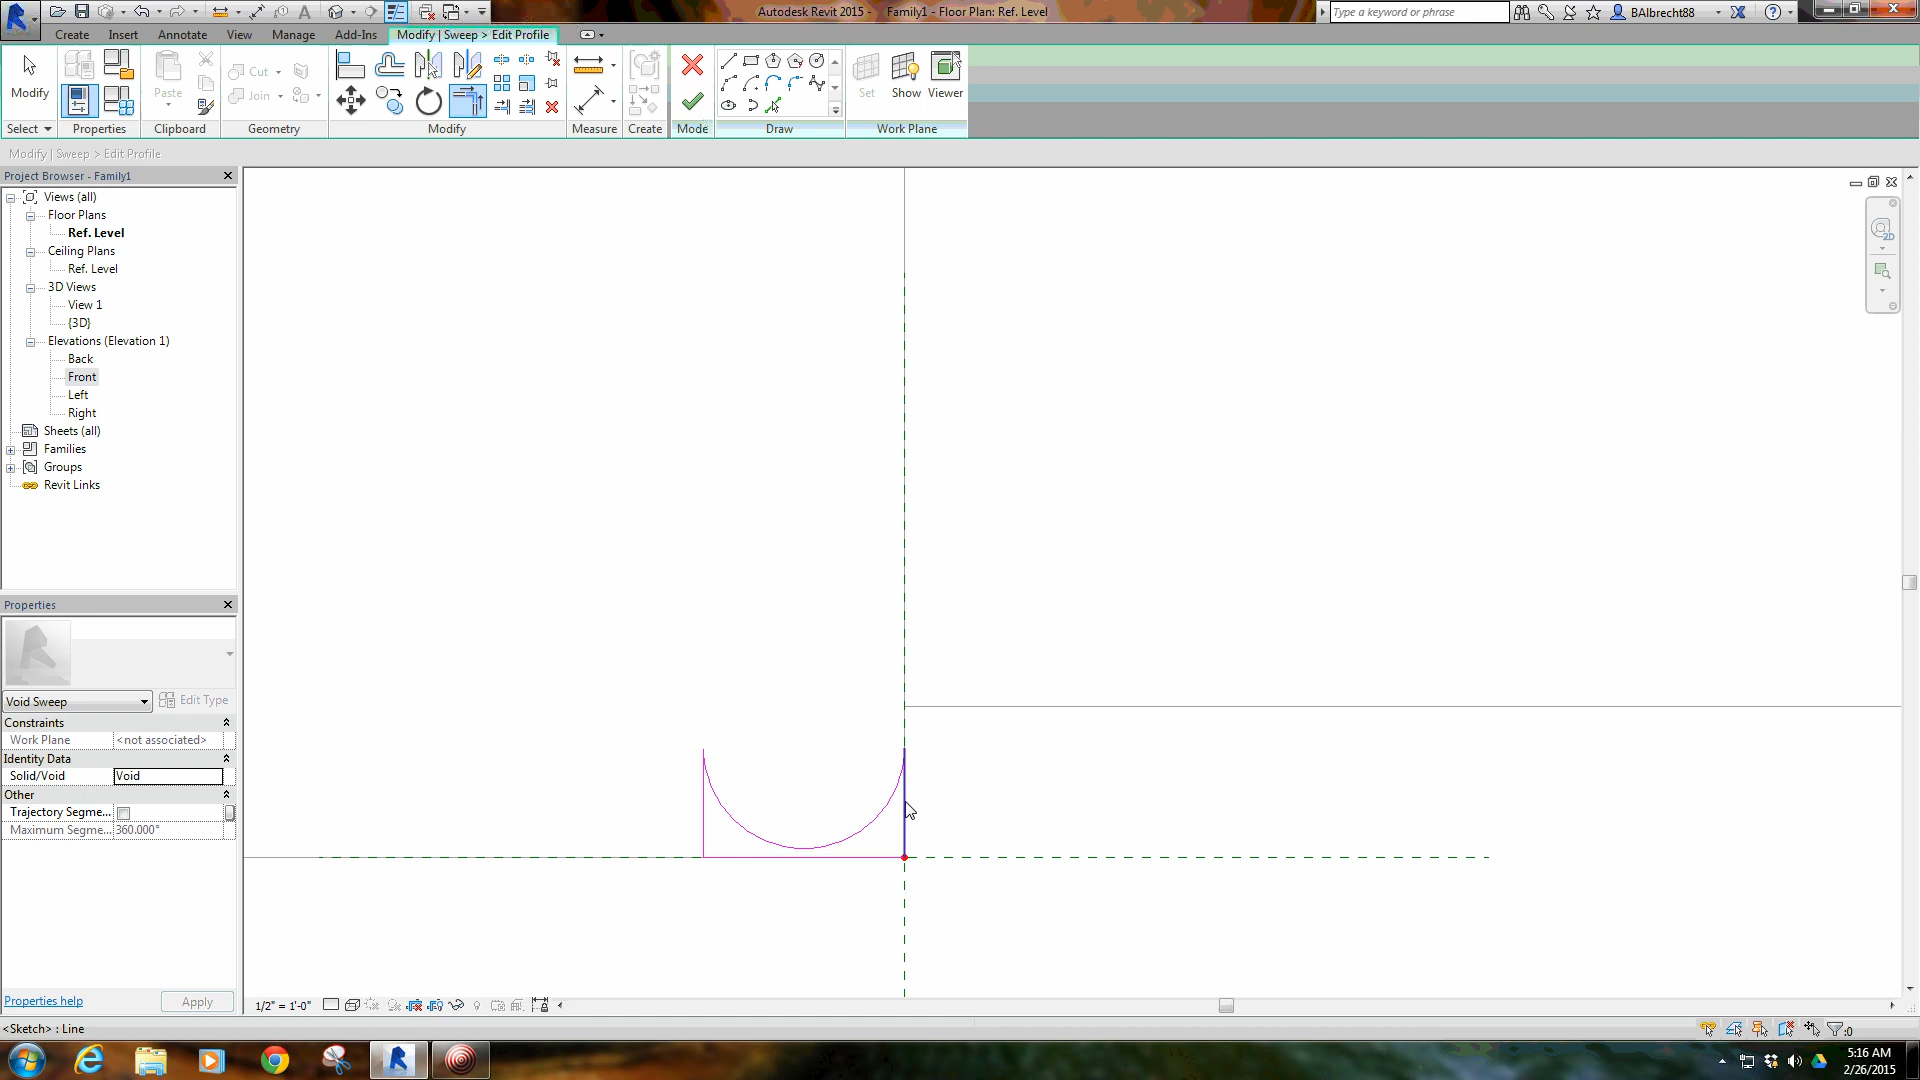 Autodesk Revit 2015 - Family1 - Floor Plan: Ref. Level
Type a keyword or phrase
BAlbrecht88
Create Insert Annotate View Manage Add-Ins Modify | Sweep > Edit Profile
Modify
Paste
Cut
Join
Set Show Viewer
Select Properties Clipboard Geometry Modify Measure Create Mode Draw Work Plane
Modify | Sweep > Edit Profile
Project Browser - Family1
Views (all)
Floor Plans
Ref. Level
Ceiling Plans
Ref. Level
3D Views
View 1
{3D}
Elevations (Elevation 1)
Back
Front
Left
Right
Sheets (all)
Families
Groups
Revit Links
Properties
Void Sweep
Edit Type
Constraints
Work Plane <not associated>
Identity Data
Solid/Void Void
Other
Trajectory Segme...
Maximum Segme... 360.000°
Properties help
Apply
1/2" = 1'-0"
<Sketch> : Line
:0
2D
5:16 AM
2/26/2015